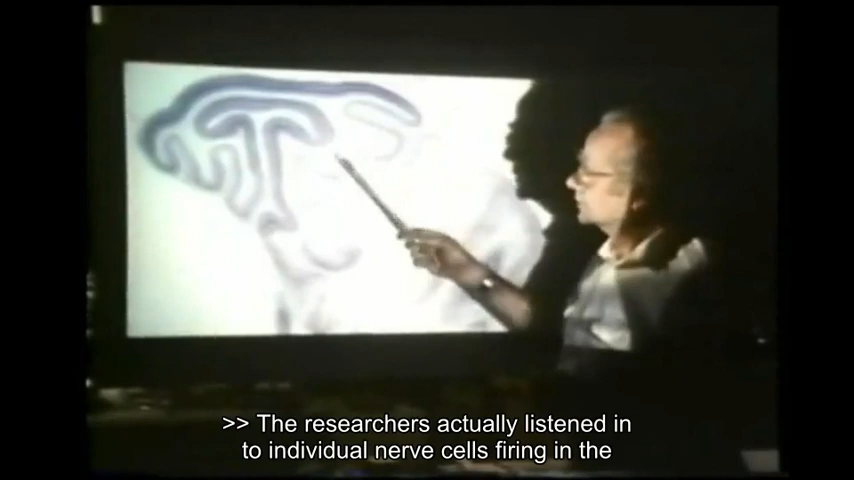 >> The researchers actually listened in
to individual nerve cells firing in the